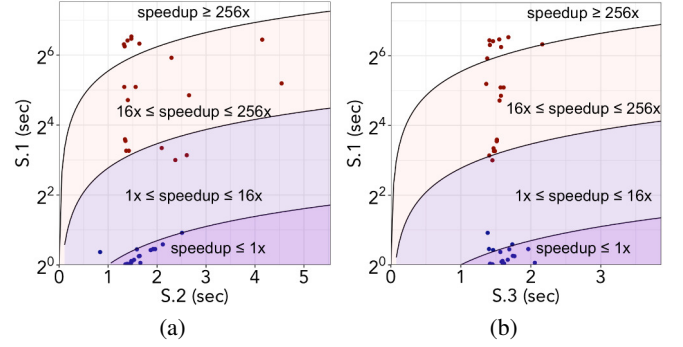 speedup ≥ 256x
16x ≤ speedup ≤ 256x
1x ≤ speedup ≤ 16x
speedup ≤ 1x
S.1 (sec)
2^6
2^4
2^2
2^0
0 1 2 3 4 5
S.2 (sec)
(a)
speedup ≥ 256x
16x ≤ speedup ≤ 256x
1x ≤ speedup ≤ 16x
speedup ≤ 1x
S.1 (sec)
2^6
2^4
2^2
2^0
0 1 2 3
S.3 (sec)
(b)